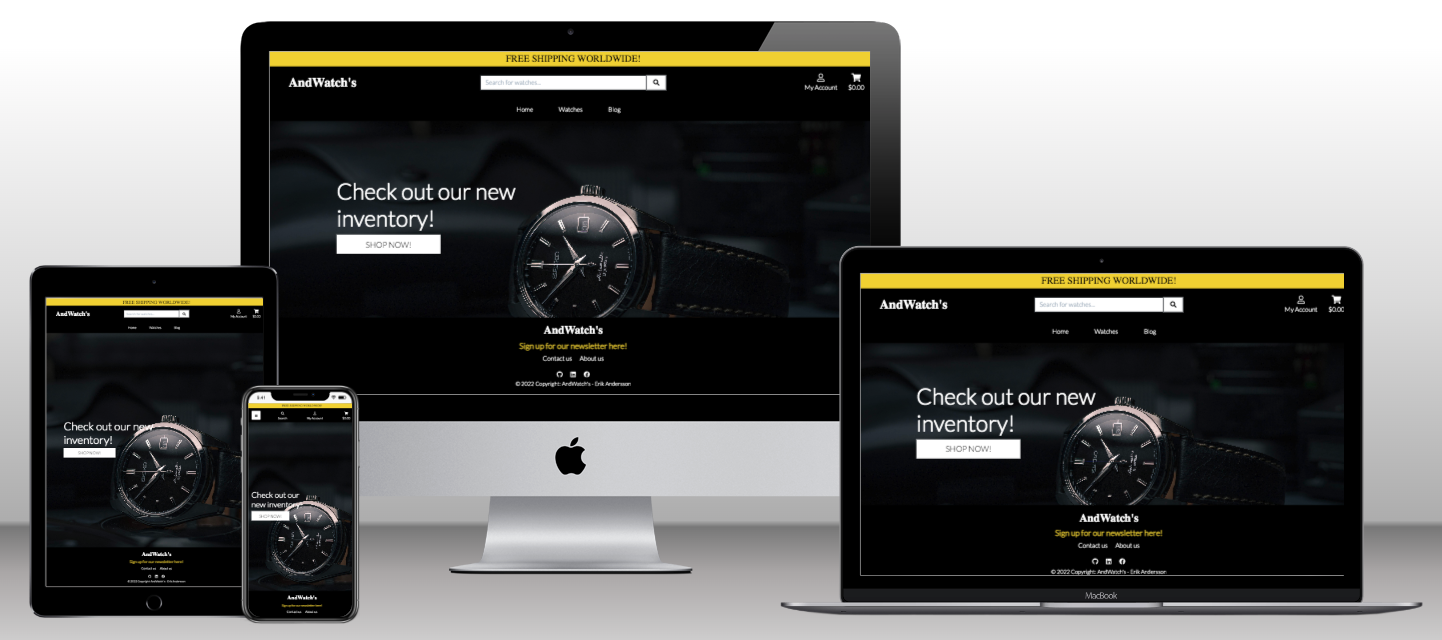 FREE SHIPPING WORLDWIDE!
AndWatch's
Search for watches...
My Account
$0.00
Home Watches Blog
Check out our new
inventory!
SHOP NOW!
AndWatch's
Sign up for our newsletter here!
Contact us About us
© 2022 Copyright: AndWatch's - Erik Andersson
FREE SHIPPING WORLDWIDE!
AndWatch's
Search for watches...
My Account
$0.00
Home Watches Blog
Check out our new
inventory!
SHOP NOW!
AndWatch's
Sign up for our newsletter here!
Contact us About us
© 2022 Copyright: AndWatch's - Erik Andersson
MacBook
FREE SHIPPING WORLDWIDE!
AndWatch's
My Account
$0.00
Home Watches Blog
Check out our new
inventory!
SHOP NOW!
AndWatch's
Sign up for our newsletter here!
Contact us About us
© 2022 Copyright: AndWatch's - Erik Andersson
9:41
Search
My Account
$0.00
Check out our
new inventory!
SHOP NOW!
AndWatch's
Sign up for our newsletter here!
Contact us About us